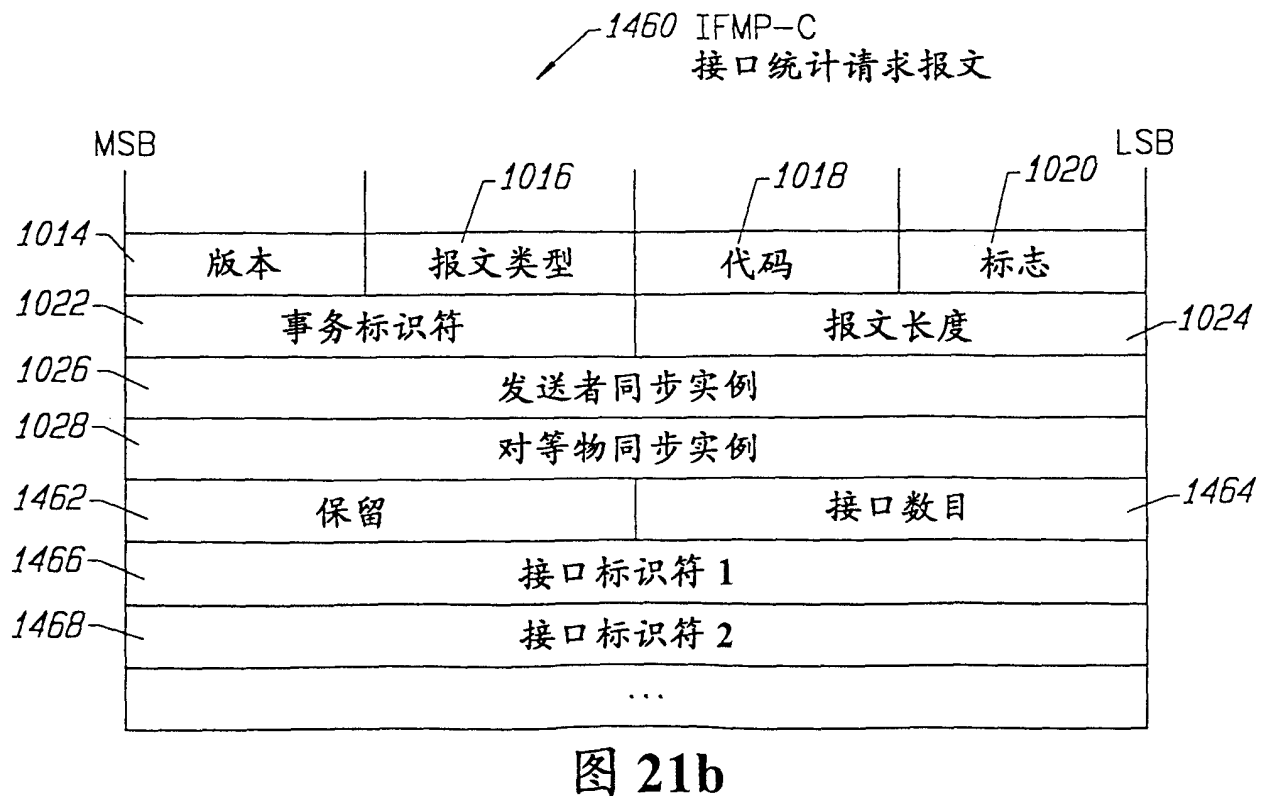 1460 IFMP-C
接口统计请求报文
MSB
LSB
1016
1018
1020
1014
版本
报文类型
代码
标志
1022
事务标识符
报文长度
1024
1026
发送者同步实例
1028
对等物同步实例
1462
保留
接口数目
1464
1466
接口标识符 1
1468
接口标识符 2
...
图 21b